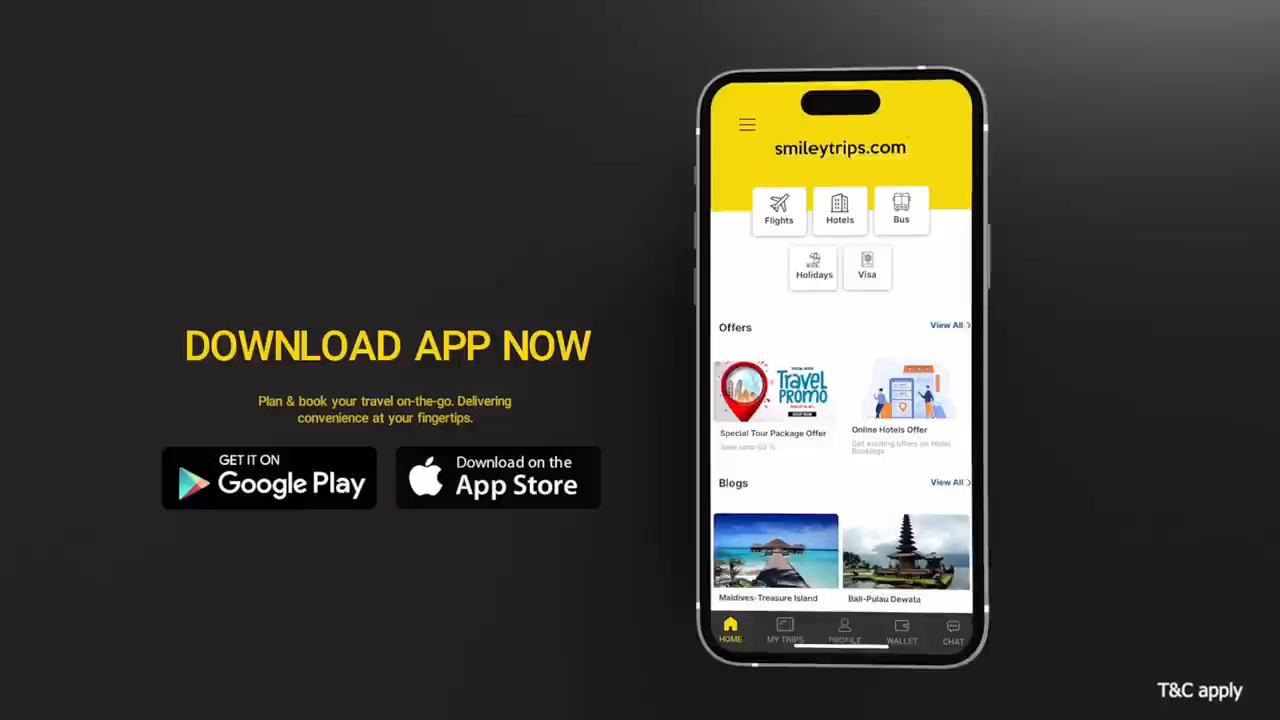 DOWNLOAD APP NOW
Plan & book your travel on-the-go. Delivering
convenience at your fingertips.
GET IT ON
Google Play
Download on the
App Store
smileytrips.com
Flights
Hotels
Bus
Holidays
Visa
Offers
View All
TRAVEL
PROMO
Special Tour Package Offer
Online Hotels Offer
Get exciting offers on Hotel
Bookings
Blogs
View All
Maldives-Treasure Island
Bali-Pulau Dewata
HOME
MY TRIPS
PROFILE
WALLET
CHAT
T&C apply